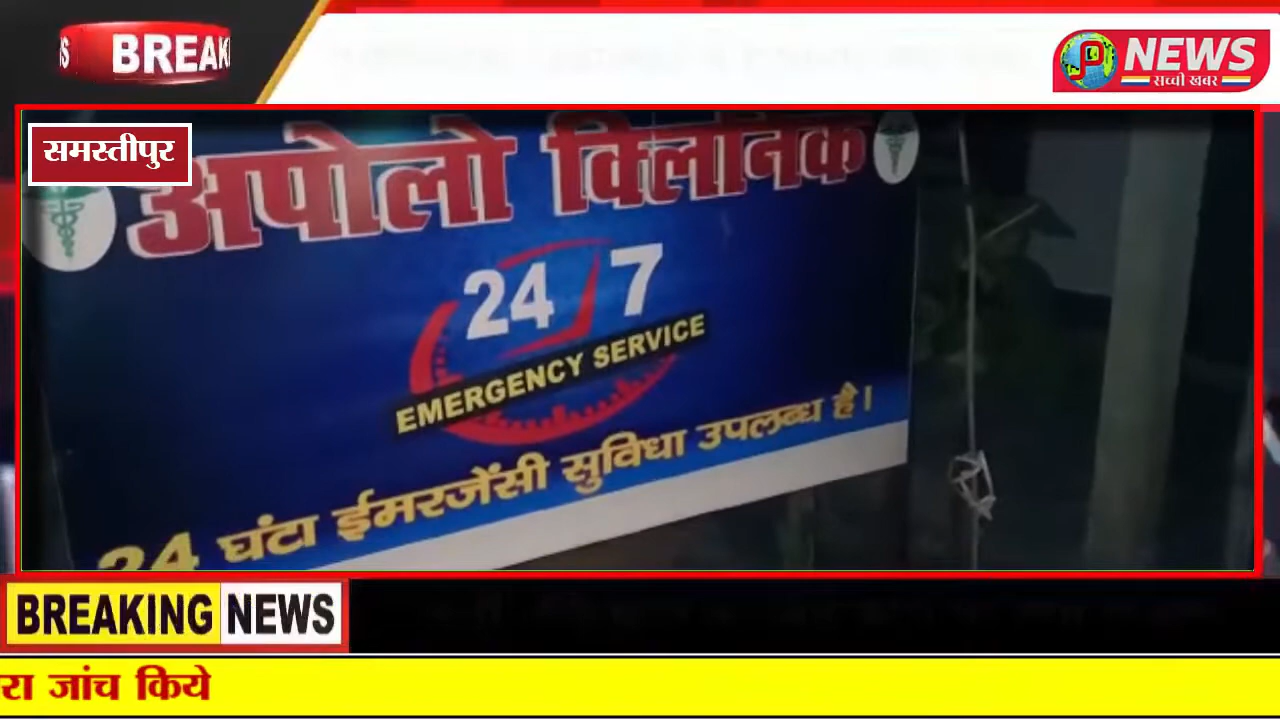 BREAK
NEWS
सच्ची खबर
समस्तीपुर
अपोलो क्लिनिक
24 7
EMERGENCY SERVICE
24 घंटा ईमरजेंसी सुविधा उपलब्ध है।
BREAKING NEWS
रा जांच किये